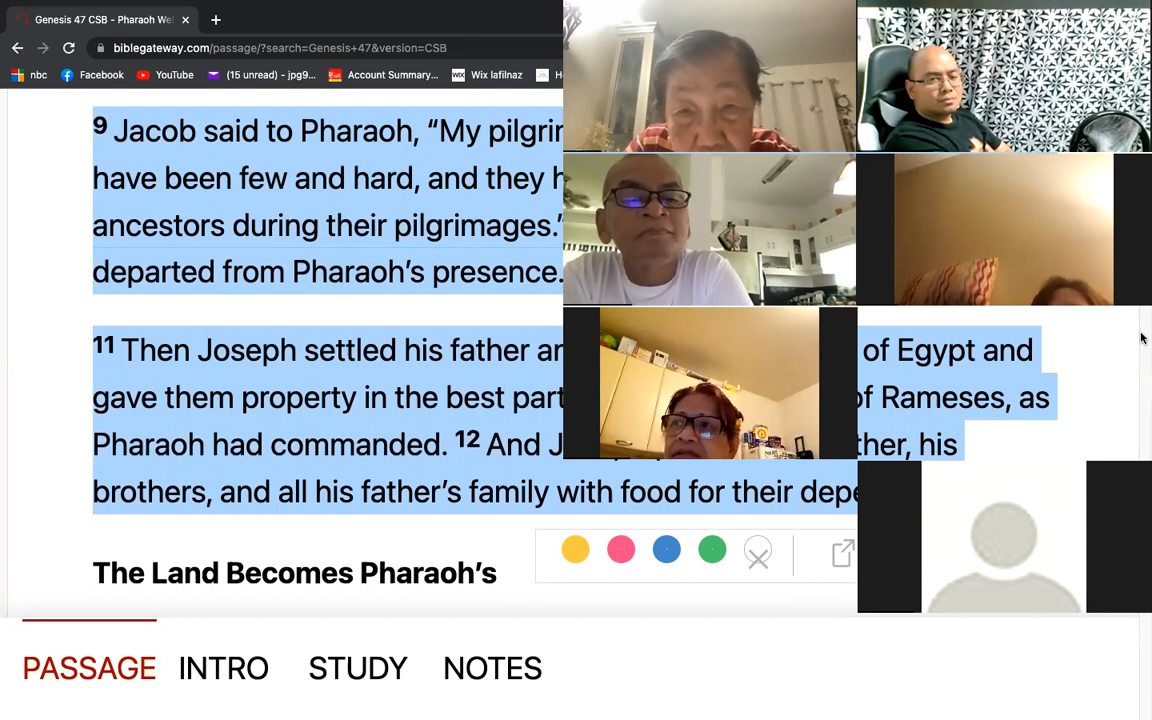 Genesis 47 CSB - Pharaoh Wel
biblegateway.com/passage/?search=Genesis+47&version=CSB
nbc Facebook YouTube (15 unread) - jpg9... Account Summary... WIX Wix lafilnaz
9 Jacob said to Pharaoh, “My pilgrim
have been few and hard, and they h
ancestors during their pilgrimages.”
departed from Pharaoh’s presence.
11 Then Joseph settled his father an of Egypt and
gave them property in the best part of Rameses, as
Pharaoh had commanded. 12 And J ther, his
brothers, and all his father’s family with food for their depe
The Land Becomes Pharaoh’s
PASSAGE INTRO STUDY NOTES